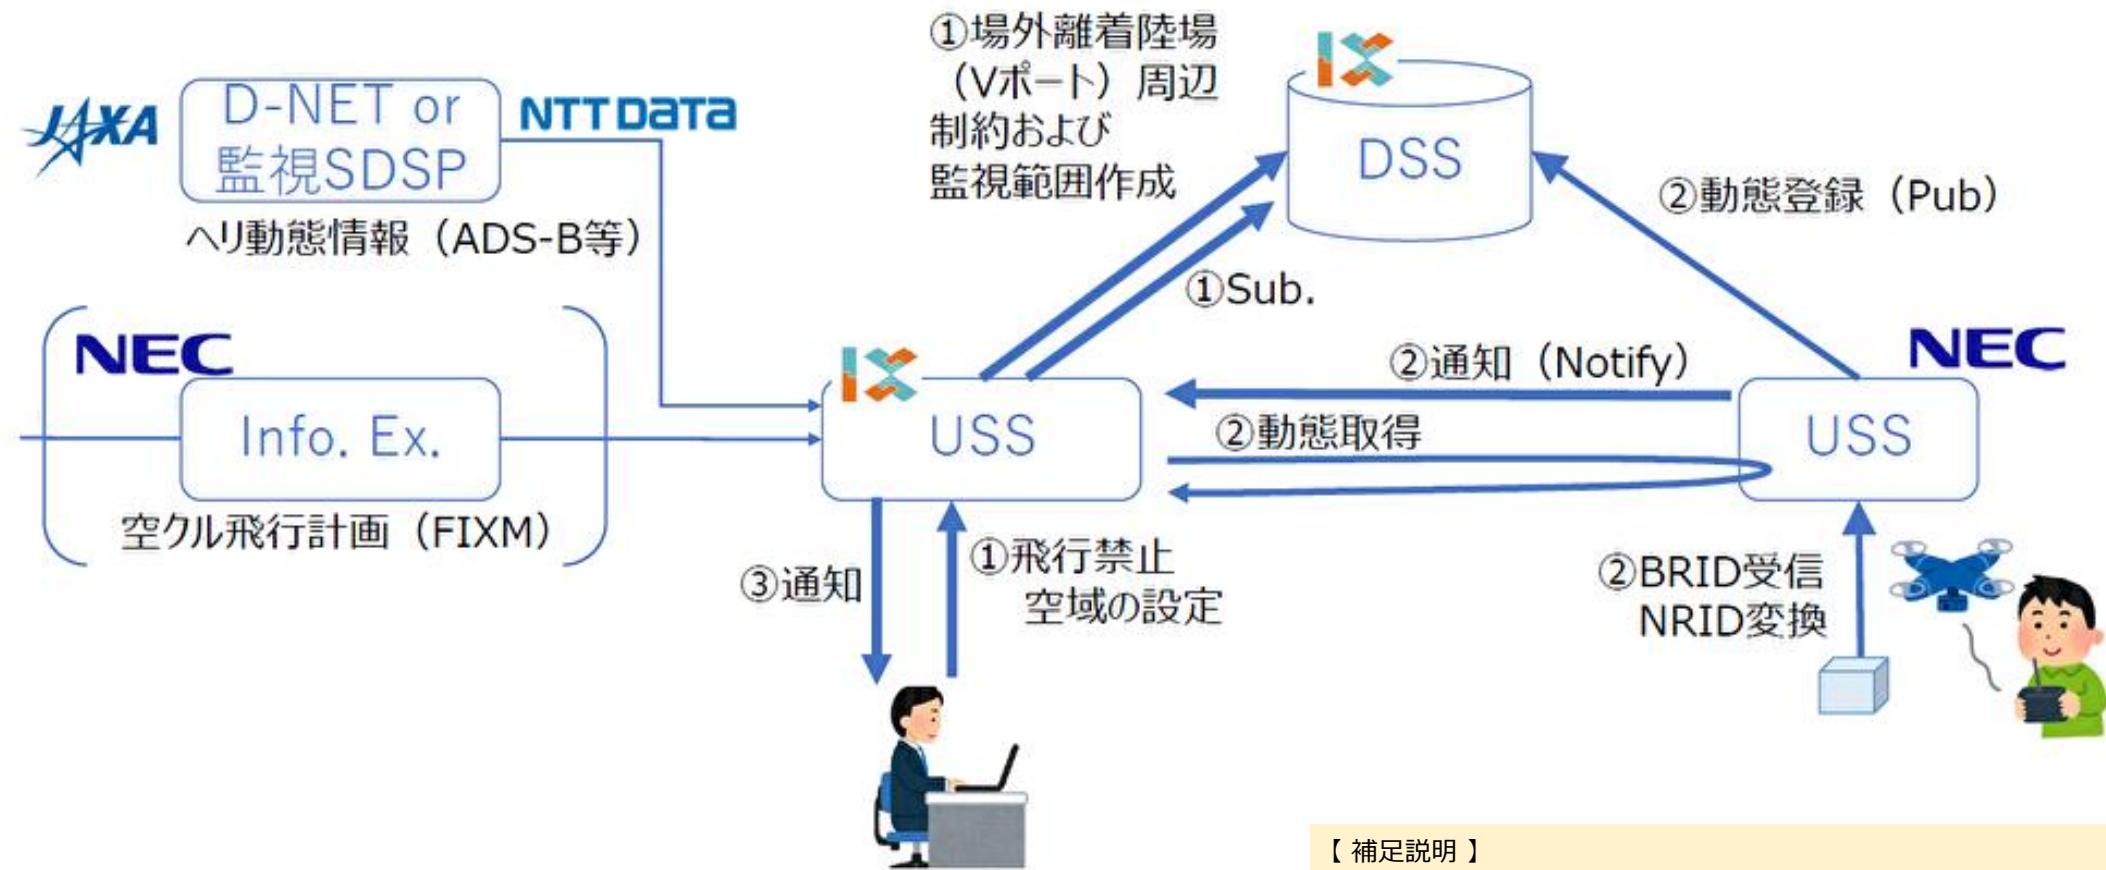 JAXA
D-NET or
監視SDSP
NTT DATA
ヘリ動態情報（ADS-B等）
NEC
Info. Ex.
空クル飛行計画（FIXM）
①場外離着陸場
（Vポート）周辺
制約および
監視範囲作成
IX
DSS
②動態登録（Pub）
①Sub.
IX
USS
②通知（Notify）
②動態取得
NEC
USS
③通知
①飛行禁止
空域の設定
②BRID受信
NRID変換
【 補足説明 】